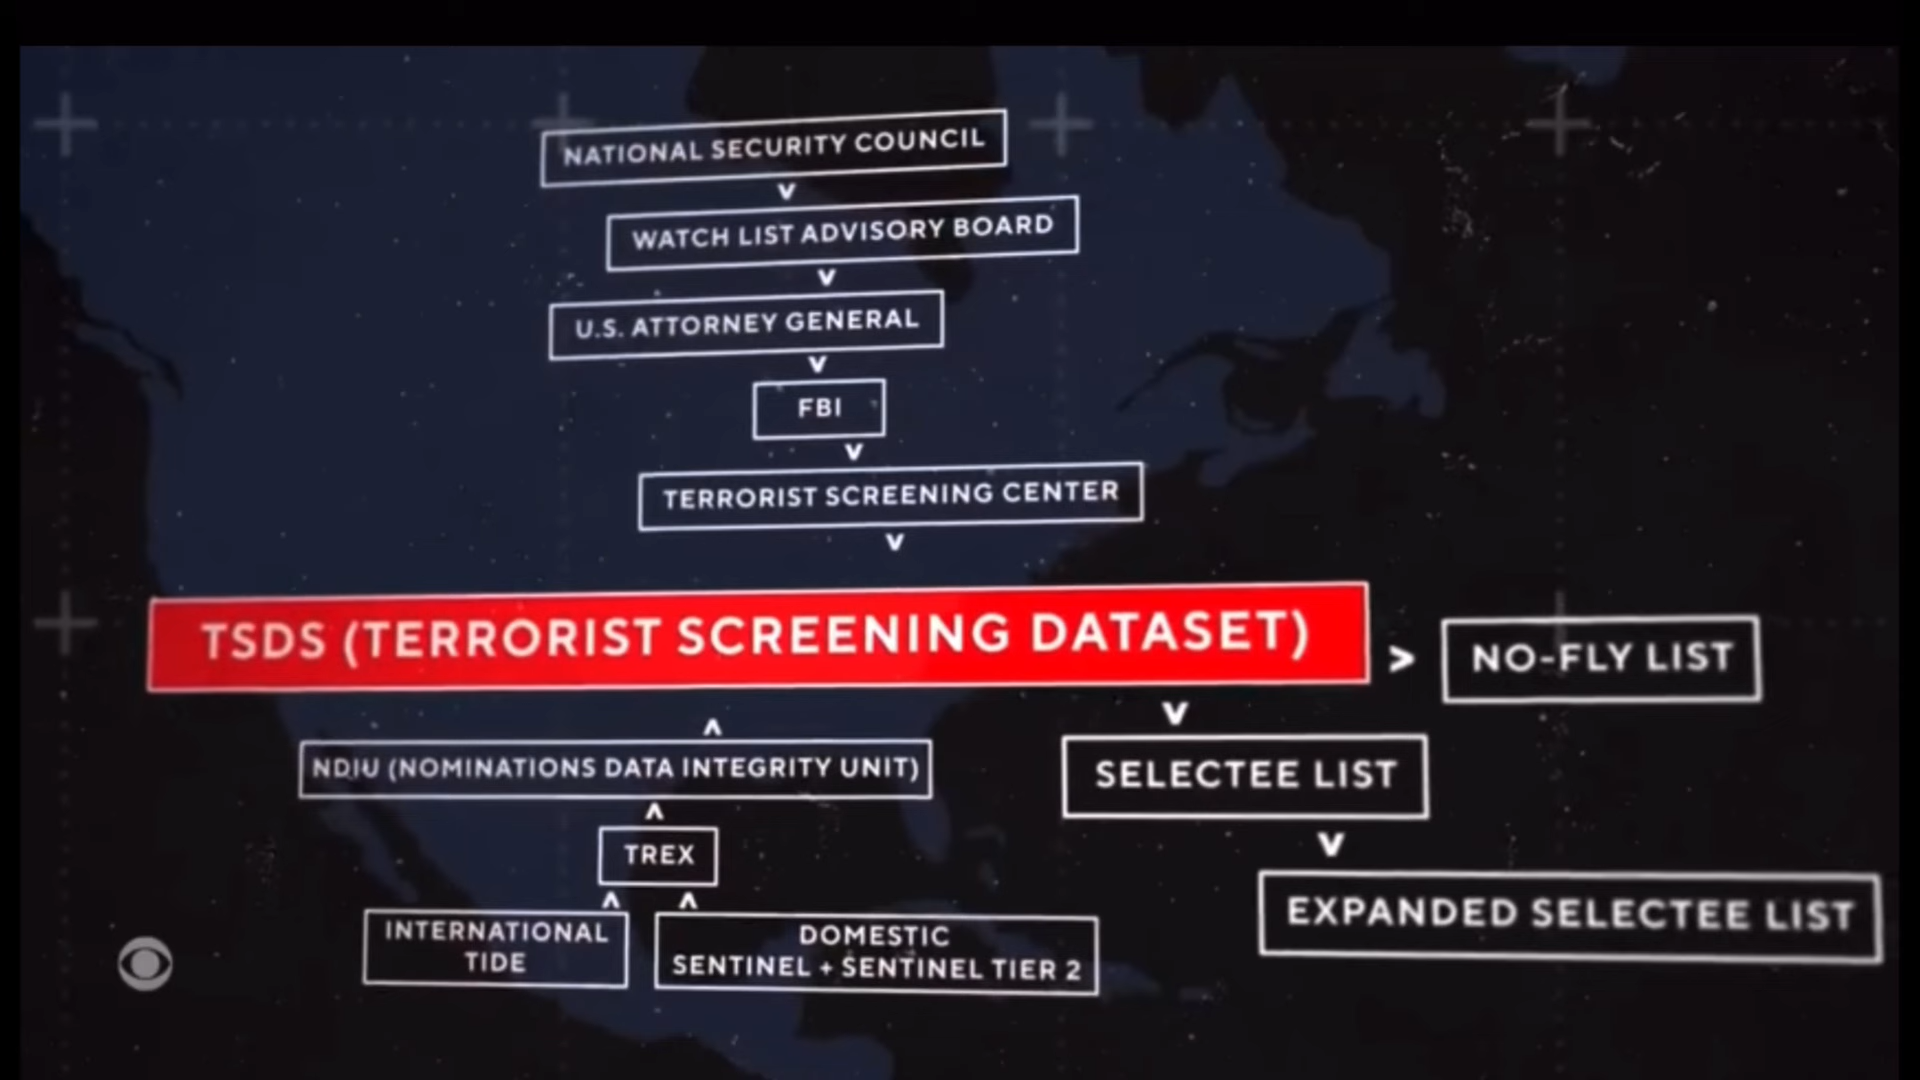 NATIONAL SECURITY COUNCIL
WATCH LIST ADVISORY BOARD
U.S. ATTORNEY GENERAL
FBI
TERRORIST SCREENING CENTER
TSDS (TERRORIST SCREENING DATASET)
NO-FLY LIST
NDIU (NOMINATIONS DATA INTEGRITY UNIT)
SELECTEE LIST
TREX
EXPANDED SELECTEE LIST
INTERNATIONAL
TIDE
DOMESTIC
SENTINEL + SENTINEL TIER 2